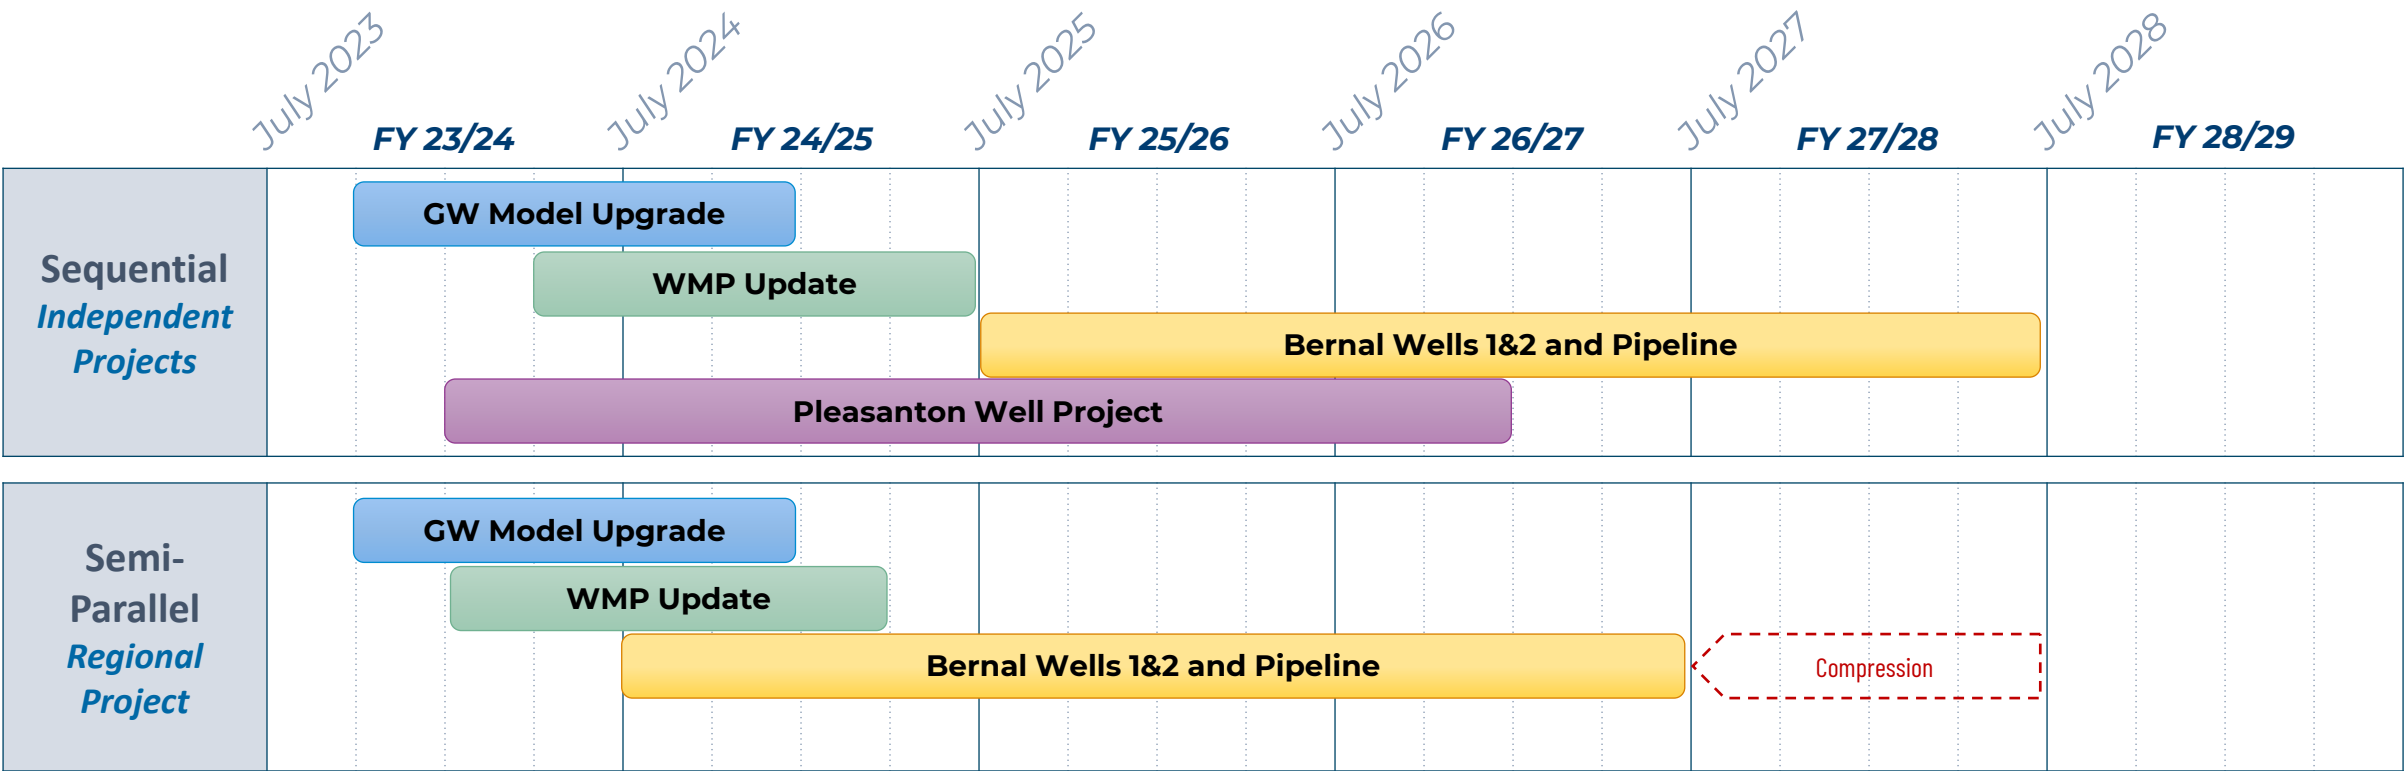 July 2023
July 2024
July 2025
July 2026
July 2027
July 2028
FY 23/24
FY 24/25
FY 25/26
FY 26/27
FY 27/28
FY 28/29
Sequential
Independent
Projects
GW Model Upgrade
WMP Update
Bernal Wells 1&2 and Pipeline
Pleasanton Well Project
Semi-
Parallel
Regional
Project
GW Model Upgrade
WMP Update
Bernal Wells 1&2 and Pipeline
Compression